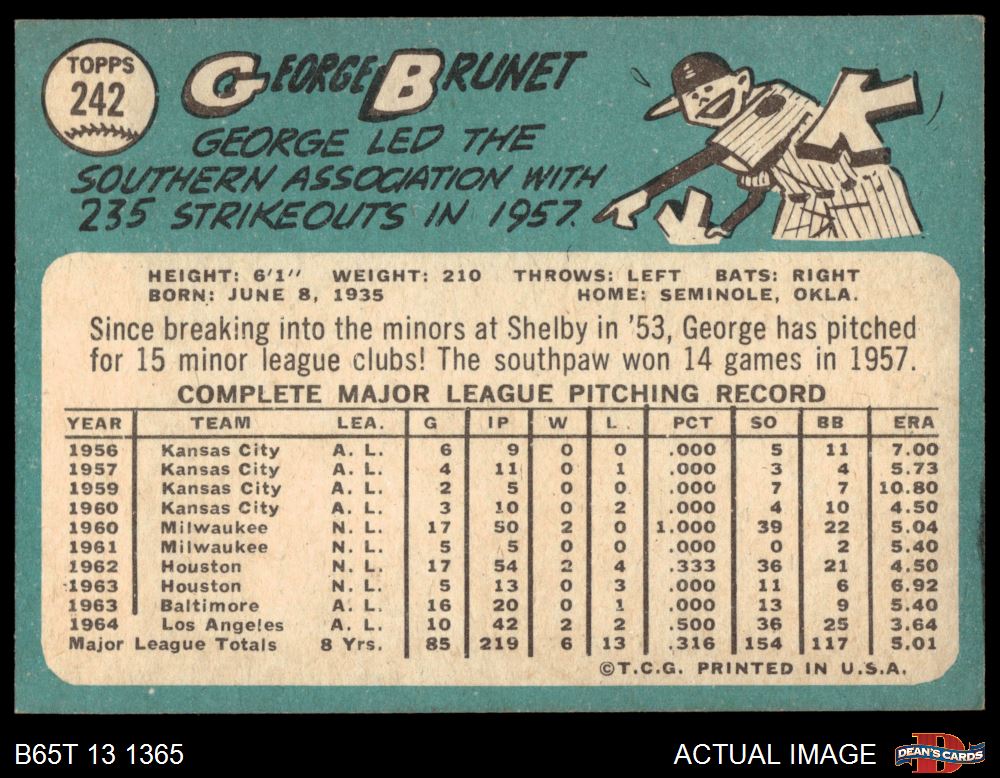 TOPPS
242
GEORGE BRUNET
GEORGE LED THE
SOUTHERN ASSOCIATION WITH
235 STRIKEOUTS IN 1957.
K
K
K
HEIGHT: 6'1" WEIGHT: 210 THROWS: LEFT BATS: RIGHT
BORN: JUNE 8, 1935 HOME: SEMINOLE, OKLA.
Since breaking into the minors at Shelby in '53, George has pitched
for 15 minor league clubs! The southpaw won 14 games in 1957.
COMPLETE MAJOR LEAGUE PITCHING RECORD
YEAR TEAM LEA. G IP W L PCT SO BB ERA
1956 Kansas City A. L. 6 9 0 0 .000 5 11 7.00
1957 Kansas City A. L. 4 11 0 1 .000 3 4 5.73
1959 Kansas City A. L. 2 5 0 0 .000 7 7 10.80
1960 Kansas City A. L. 3 10 0 2 .000 4 10 4.50
1960 Milwaukee N. L. 17 50 2 0 1.000 39 22 5.04
1961 Milwaukee N. L. 5 5 0 0 .000 0 2 5.40
1962 Houston N. L. 17 54 2 4 .333 36 21 4.50
1963 Houston N. L. 5 13 0 3 .000 11 6 6.92
1963 Baltimore A. L. 16 20 0 1 .000 13 9 5.40
1964 Los Angeles A. L. 10 42 2 2 .500 36 25 3.64
Major League Totals 8 Yrs. 85 219 6 13 .316 154 117 5.01
©T.C.G. PRINTED IN U.S.A.
B65T 13 1365 ACTUAL IMAGE DEAN'S CARDS